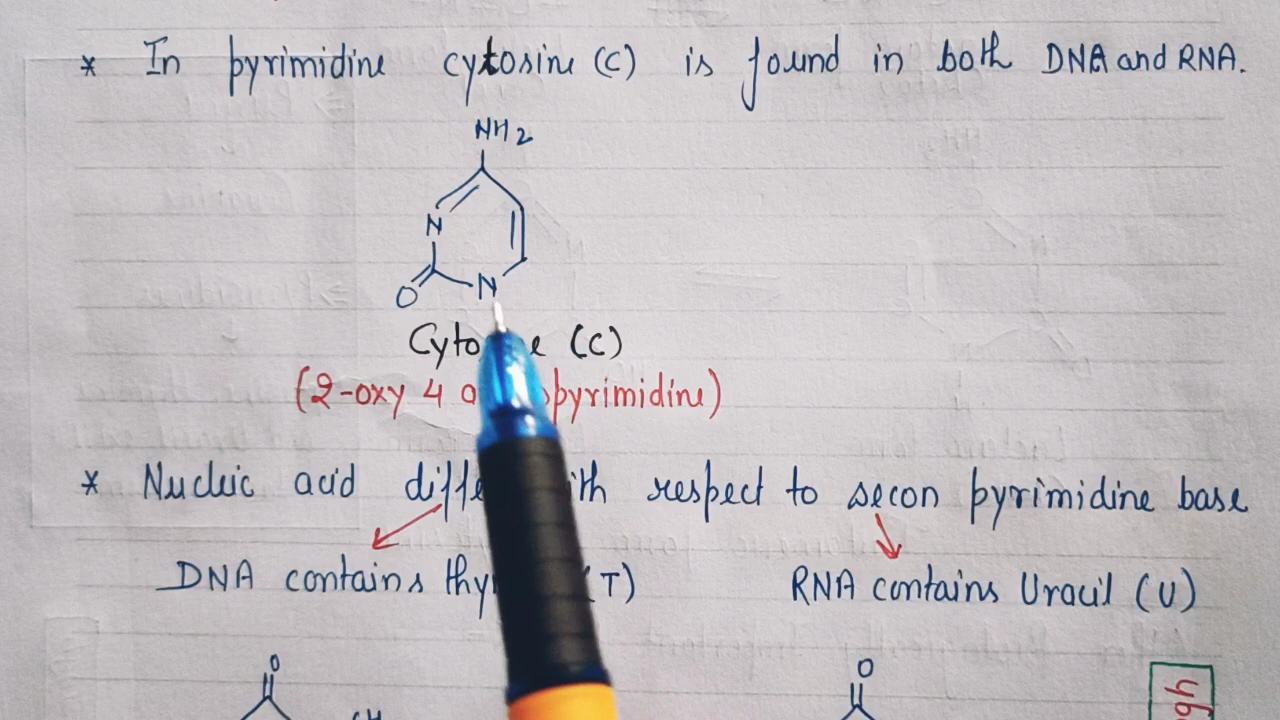 * In pyrimidine cytosine (C) is found in both DNA and RNA.
NH2
N
O N
(C)
(2-oxy 4 pyrimidine)
* Nucleic acid with respect to secon pyrimidine base
DNA contains (T) RNA contains Uracil (U)
O O